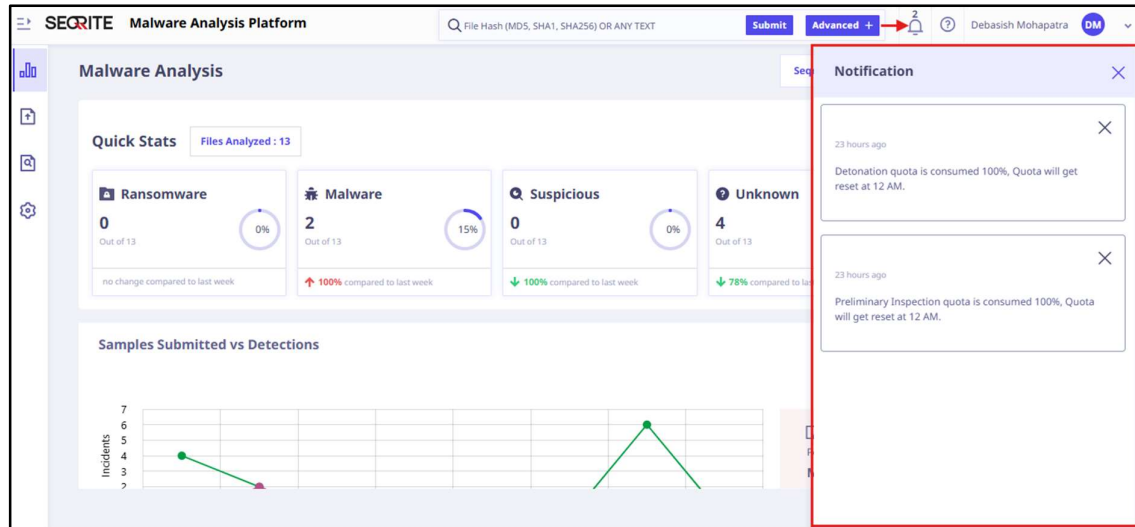 SEQRITE Malware Analysis Platform
File Hash (MD5, SHA1, SHA256) OR ANY TEXT
Submit
Advanced +
2
Debasish Mohapatra
DM
Malware Analysis
Seq
Quick Stats
Files Analyzed : 13
Ransomware
0
Out of 13
0%
no change compared to last week
Malware
2
Out of 13
15%
100% compared to last week
Suspicious
0
Out of 13
0%
100% compared to last week
Unknown
4
Out of 13
78% compared to las
Samples Submitted vs Detections
Incidents
7
6
5
4
3
2
Notification
23 hours ago
Detonation quota is consumed 100%, Quota will get
reset at 12 AM.
23 hours ago
Preliminary Inspection quota is consumed 100%, Quota
will get reset at 12 AM.